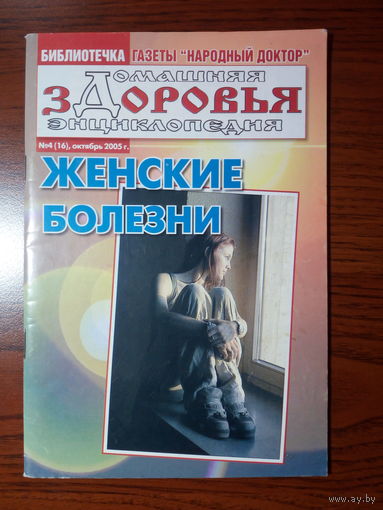 БИБЛИОТЕЧКА ГАЗЕТЫ "НАРОДНЫЙ ДОКТОР"
ДОМАШНЯЯ
ЗДОРОВЬЯ
ЭНЦИКЛОПЕДИЯ
№4 (16), октябрь 2005 г.
ЖЕНСКИЕ
БОЛЕЗНИ
www.ay.by